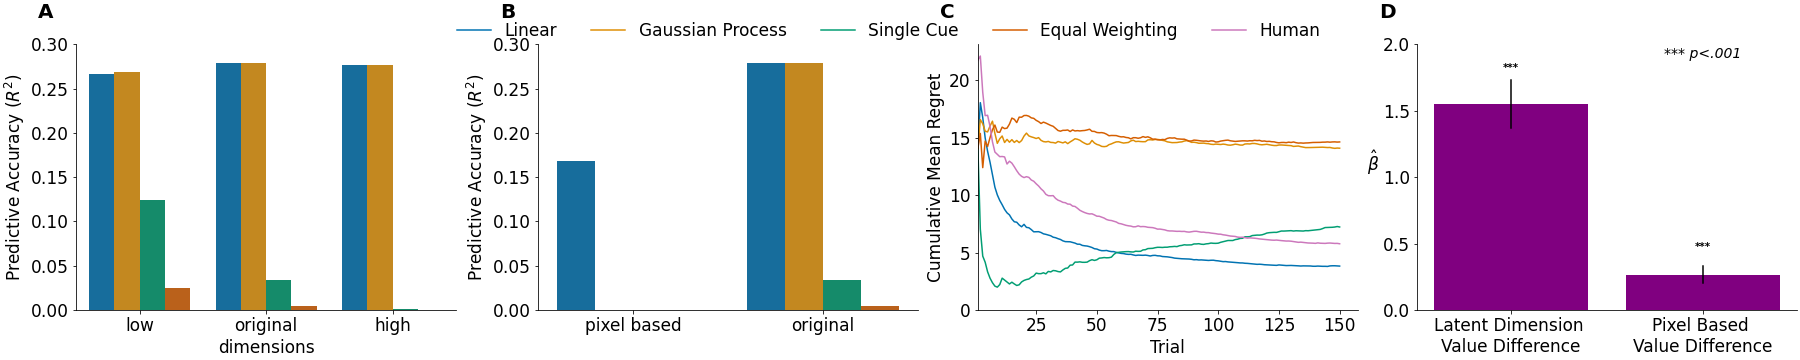 A
B
C
D
Linear
Gaussian Process
Single Cue
Equal Weighting
Human
Predictive Accuracy (R²)
0.30
0.25
0.20
0.15
0.10
0.05
0.00
low
original
high
dimensions
Predictive Accuracy (R²)
0.30
0.25
0.20
0.15
0.10
0.05
0.00
pixel based
original
Cumulative Mean Regret
20
15
10
5
0
25
50
75
100
125
150
Trial
β̂
2.0
1.5
1.0
0.5
0.0
*** p<.001
***
***
Latent Dimension
Value Difference
Pixel Based
Value Difference